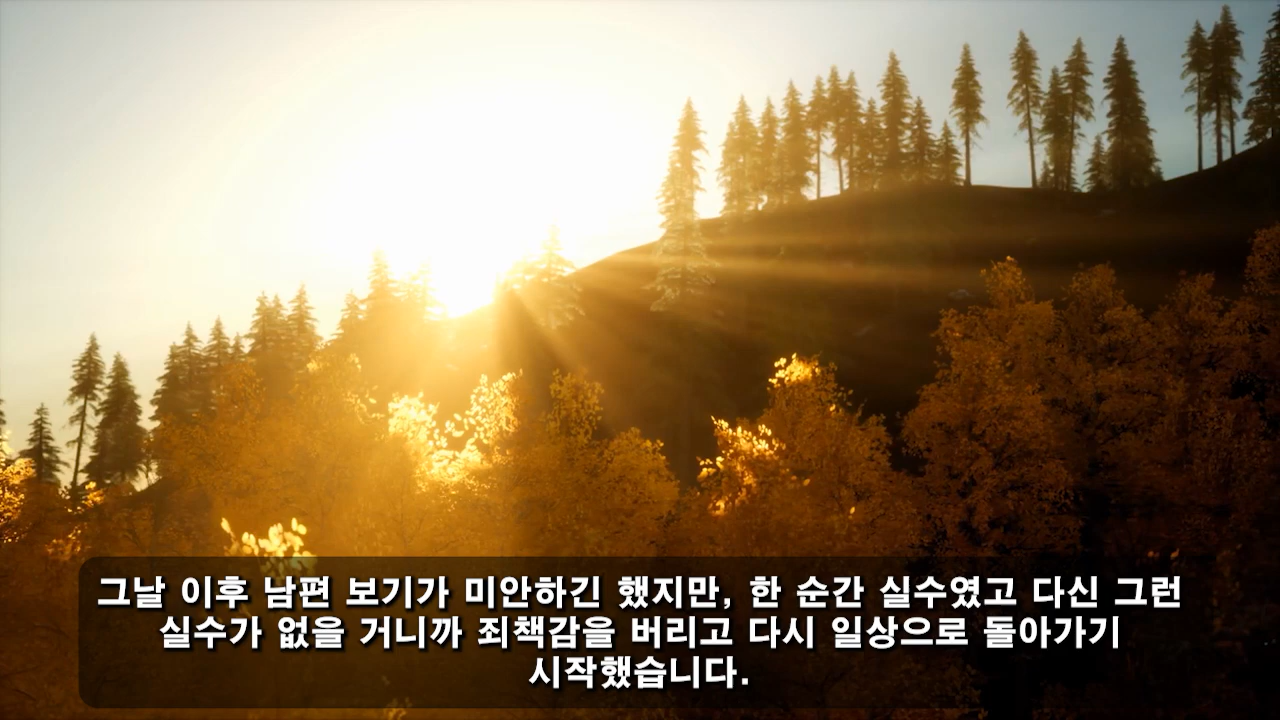 그날 이후 남편 보기가 미안하긴 했지만, 한 순간 실수였고 다신 그런
실수가 없을 거니까 죄책감을 버리고 다시 일상으로 돌아가기
시작했습니다.